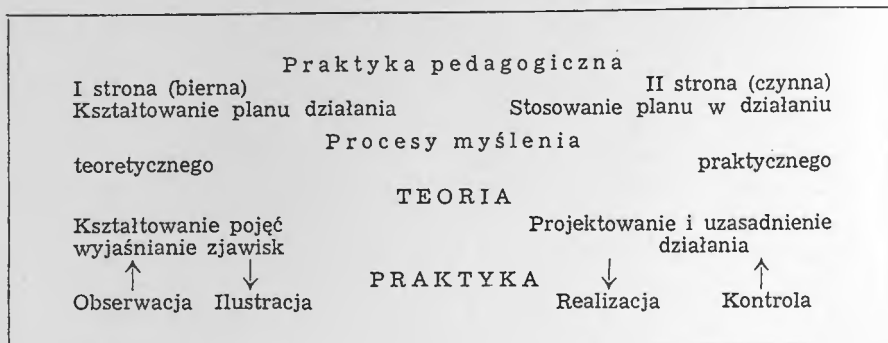 Praktyka pedagogiczna
I strona (bierna) II strona (czynna)
Kształtowanie planu działania Stosowanie planu w działaniu
Procesy myślenia
teoretycznego praktycznego
TEORIA
Kształtowanie pojęć Projektowanie i uzasadnienie
wyjaśnianie zjawisk działania
PRAKTYKA
Obserwacja Ilustracja Realizacja Kontrola